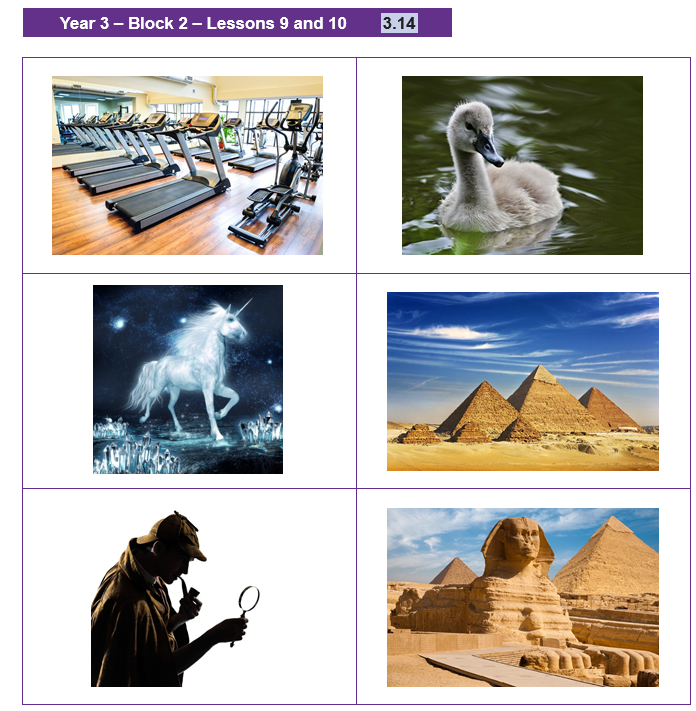 Year 3 – Block 2 – Lessons 9 and 10 3.14